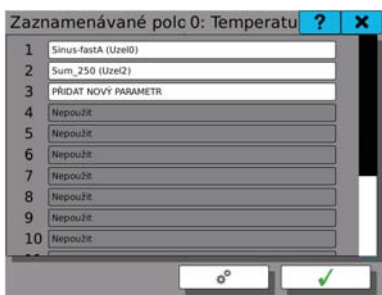 Zaznamenávané polc 0: Temperatu ?
1 Sinus-fastA (Uzel0)
2 Sum_250 (Uzel2)
3 PŘIDAT NOVÝ PARAMETR
4 Nepoužit
5 Nepoužit
6 Nepoužit
7 Nepoužit
8 Nepoužit
9 Nepoužit
10 Nepoužit